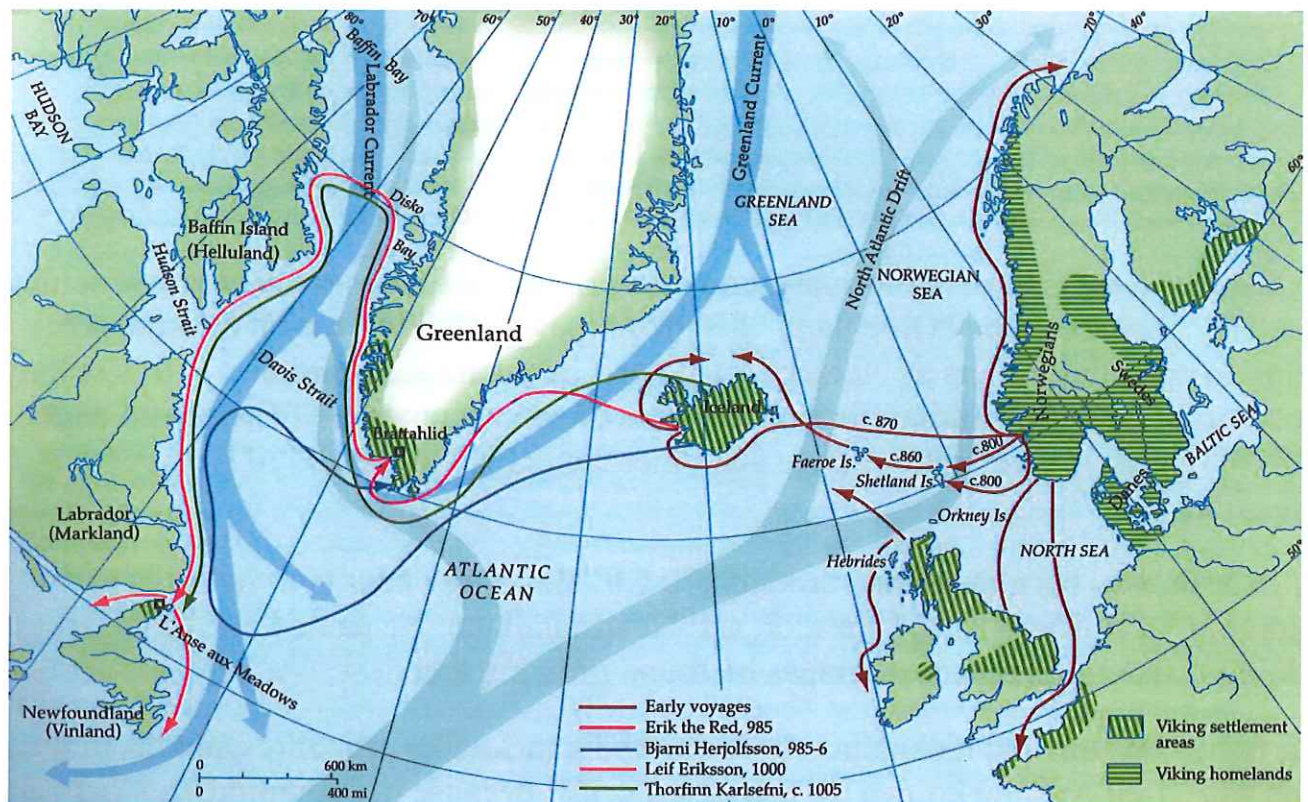 80°
70°
60°
50°
40°
30°
20°
10°
0°
10°
20°
30°
70°
40°
60°
50°
HUDSON
BAY
Baffin Bay
Labrador Current
Greenland Current
GREENLAND
SEA
North Atlantic Drift
NORWEGIAN
SEA
Disko
Bay
Baffin Island
(Helluland)
Hudson Strait
Davis Strait
Greenland
Brattahlid
Iceland
c. 870
c.860
c.800
c.800
Faeroe Is.
Shetland Is.
Orkney Is.
Hebrides
NORTH SEA
Norwegians
Swedes
Danes
BALTIC SEA
Labrador
(Markland)
ATLANTIC
OCEAN
L'Anse aux Meadows
Newfoundland
(Vinland)
0 600 km
0 400 mi
Early voyages
Erik the Red, 985
Bjarni Herjolfsson, 985-6
Leif Eriksson, 1000
Thorfinn Karlsefni, c. 1005
Viking settlement
areas
Viking homelands